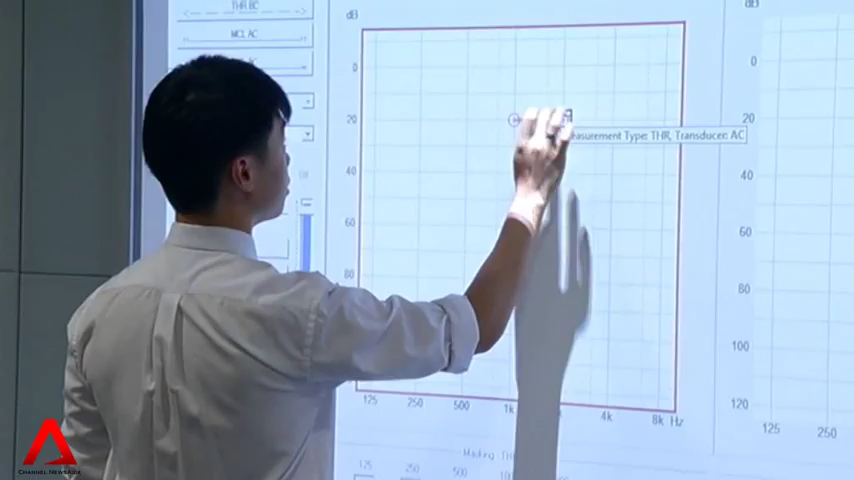 THR BC
MCL AC
dB
0
20
40
60
80
125 250 500 1k 4k 8k Hz
Measurement Type: THR, Transducer: AC
dB
0
20
40
60
80
100
120
125 250
125 250 500
CHANNEL NEWSASIA